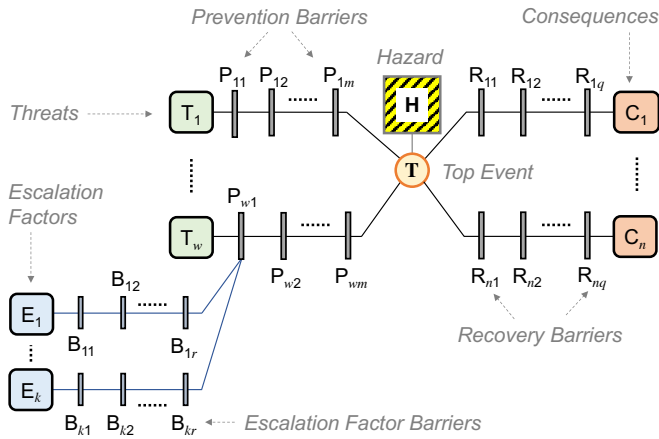 Prevention Barriers
Consequences
Hazard
P11 P12 ...... P1m
R11 R12 ...... R1q
Threats
T1
H
C1
T
Top Event
Escalation
Factors
Pw1
Tw
......
Cn
Pw2 Pwm
Rn1 Rn2 Rnq
B12
E1
......
B11 B1r
Recovery Barriers
Ek
......
Bk1 Bk2 Bkr
Escalation Factor Barriers